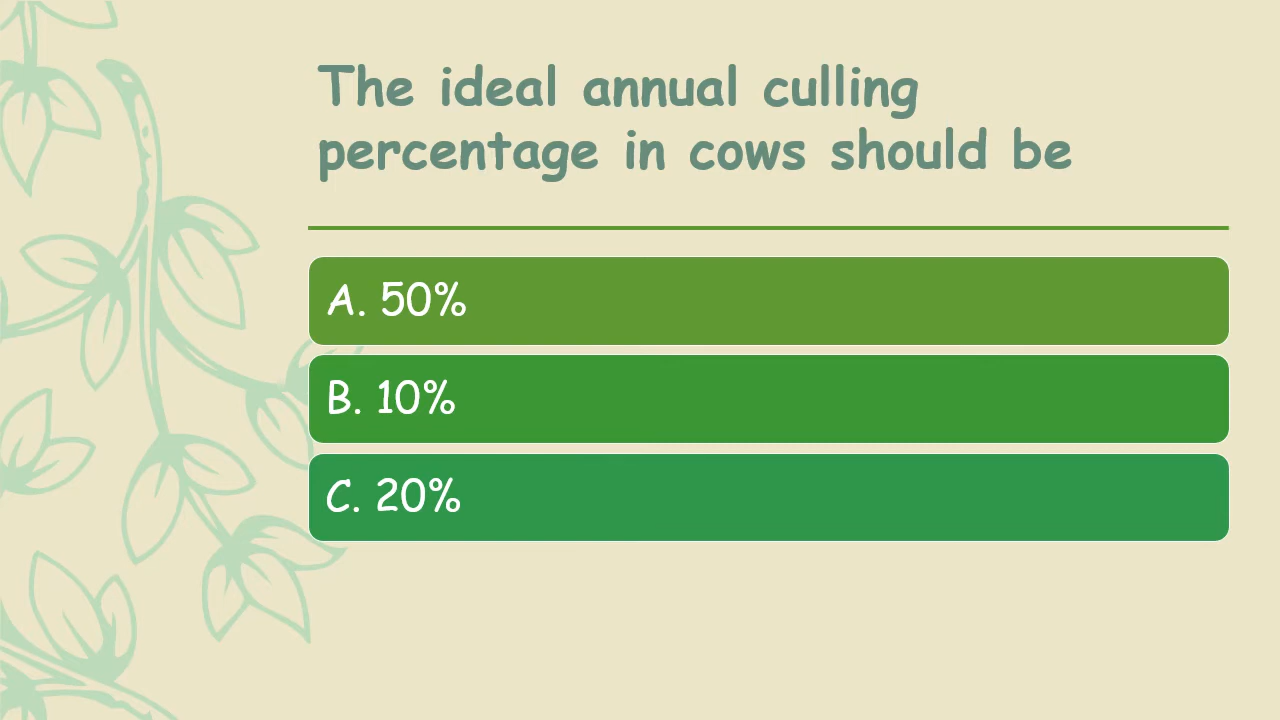 The ideal annual culling
percentage in cows should be
A. 50%
B. 10%
C. 20%